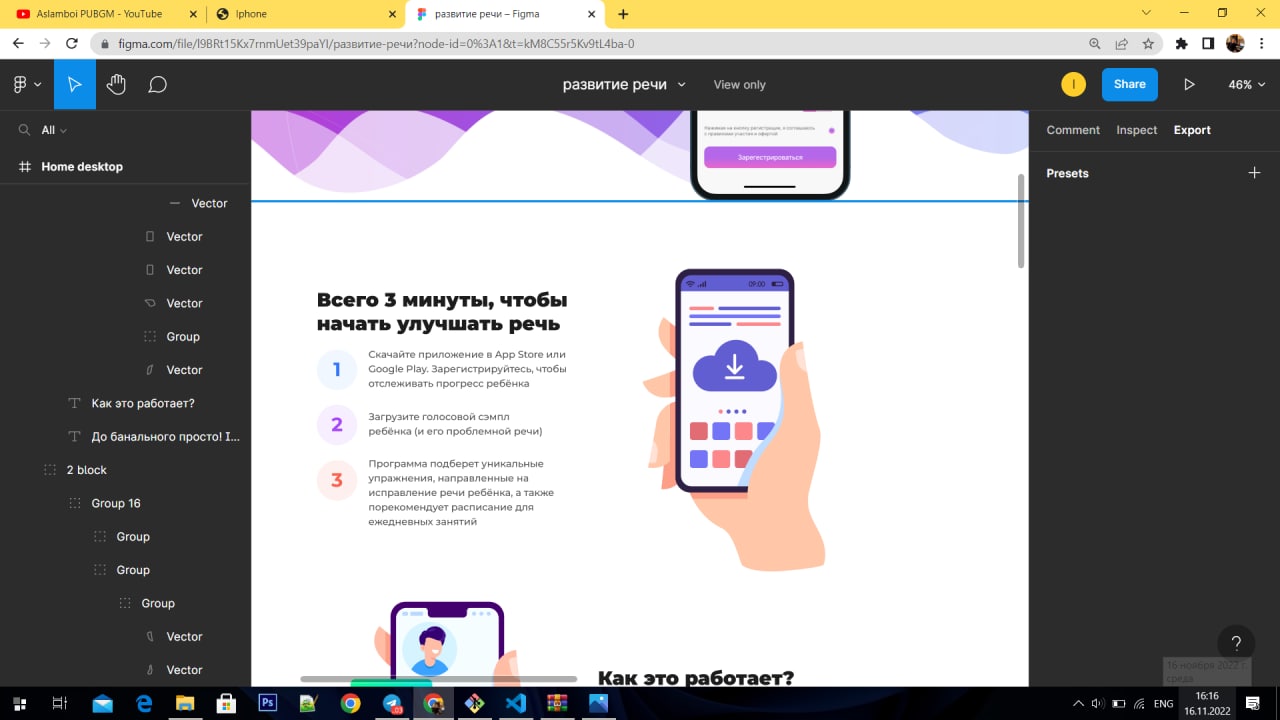 Aslamboi PUBGM - YouTube
Iphone
развитие речи – Figma
figma.com/file/l9BRt15Kx7rnmUet39paYl/развитие-речи?node-id=0%3A1&t=kM8C55r5Kv9tL4ba-0
развитие речи
View only
I
Share
46%
All
Home desktop
Vector
Vector
Vector
Vector
Group
Vector
Как это работает?
До банального просто! I...
2 block
Group 16
Group
Group
Group
Vector
Vector
Нажимая на кнопку регистрации, я соглашаюсь
с правилами участия и офертой
Зарегестрироваться
Всего 3 минуты, чтобы
начать улучшать речь
1
Скачайте приложение в App Store или
Google Play. Зарегистрируйтесь, чтобы
отслеживать прогресс ребёнка
2
Загрузите голосовой сэмпл
ребёнка (и его проблемной речи)
3
Программа подберет уникальные
упражнения, направленные на
исправление речи ребёнка, а также
порекомендует расписание для
ежедневных занятий
09:00
Как это работает?
Comment
Inspect
Export
Presets
?
16 ноября 2022 г.
среда
Ps
ENG
16:16
16.11.2022